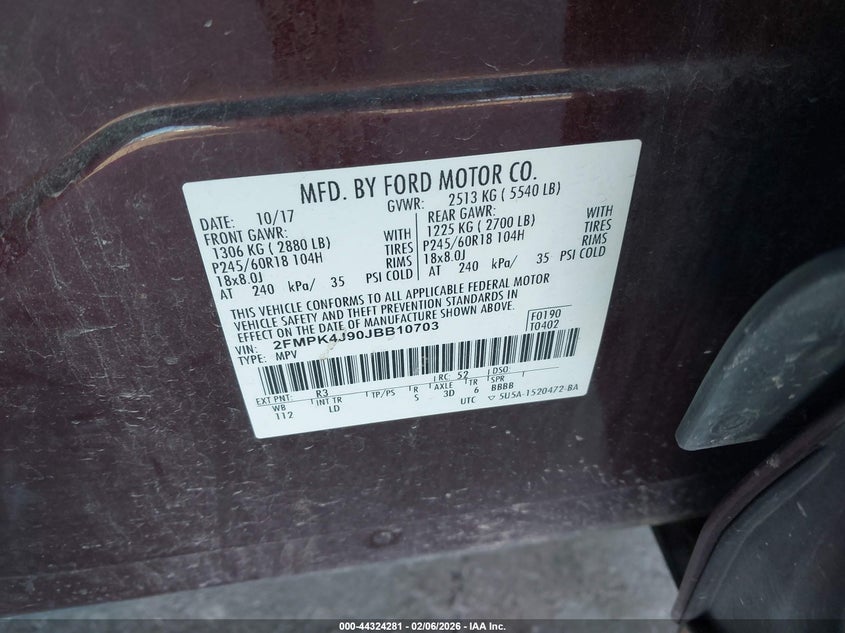 MFD. BY FORD MOTOR CO.
DATE: 10/17 GVWR: 2513 KG ( 5540 LB)
FRONT GAWR: WITH REAR GAWR: WITH
1306 KG ( 2880 LB) TIRES 1225 KG ( 2700 LB) TIRES
P245/60R18 104H RIMS P245/60R18 104H RIMS
18x8.0J 18x8.0J
AT 240 kPa/ 35 PSI COLD AT 240 kPa/ 35 PSI COLD
THIS VEHICLE CONFORMS TO ALL APPLICABLE FEDERAL MOTOR
VEHICLE SAFETY AND THEFT PREVENTION STANDARDS IN
EFFECT ON THE DATE OF MANUFACTURE SHOWN ABOVE.
VIN: 2FMPK4J90JBB10703 F0190
TYPE: MPV T0402
EXT PNT: R3 RC: 52 DSO:
WB INT TR TP/PS R AXLE TR SPR
112 LD S 3D 6 BBBB
UTC ▽ 5U5A-1520472-BA
000-44324281 - 02/06/2026 - IAA Inc.